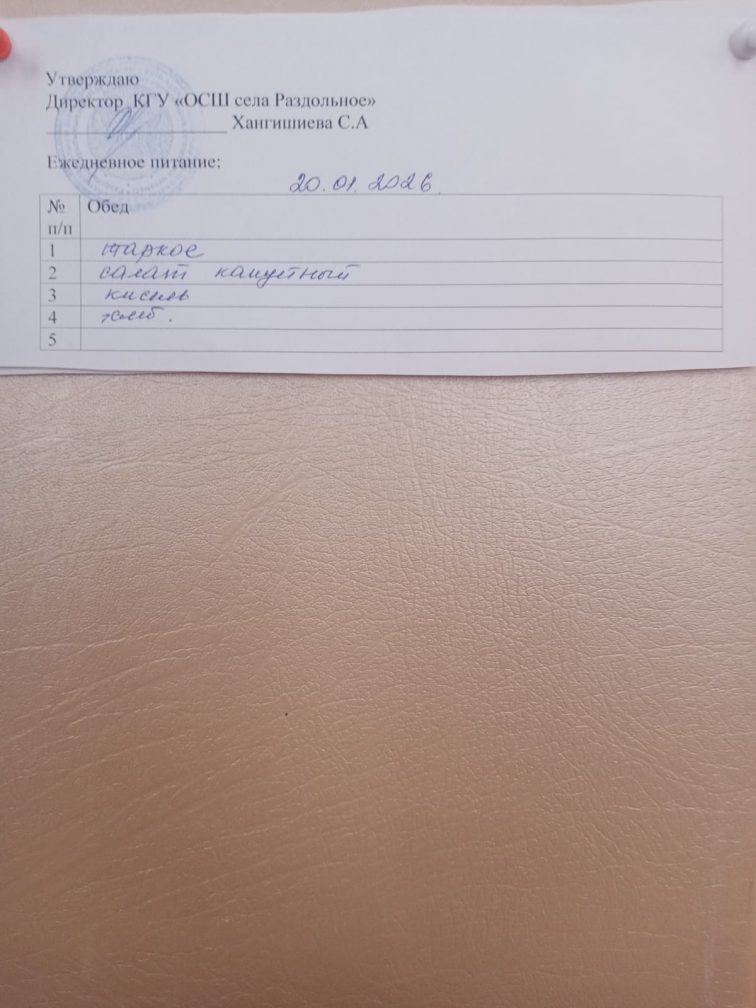 Утверждаю
Директор КГУ «ОСШ села Раздольное»
Хангишиева С.А
Ежедневное питание:
20.01.2026
№ п/п Обед
1 жаркое
2 салат капустный
3 кисель
4 хлеб.
5